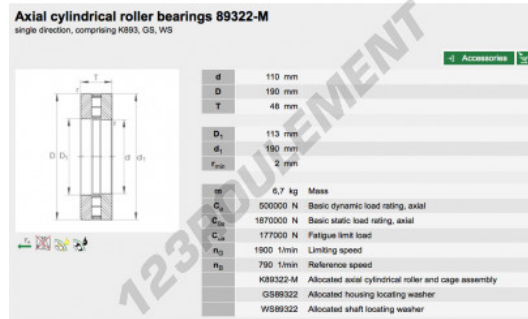 Axial cylindrical roller bearings 89322-M
single direction, comprising K893, GS, WS
Accessories
d 110 mm
D 190 mm
T 48 mm
D₁ 113 mm
d₁ 190 mm
rmin 2 mm
m 6,7 kg Mass
Ca 500000 N Basic dynamic load rating, axial
C0a 1870000 N Basic static load rating, axial
Cua 177000 N Fatigue limit load
nG 1900 1/min Limiting speed
nB 790 1/min Reference speed
K89322-M Allocated axial cylindrical roller and cage assembly
GS89322 Allocated housing locating washer
WS89322 Allocated shaft locating washer
T
r
r
D D₁ d d₁
123ROULEMENT